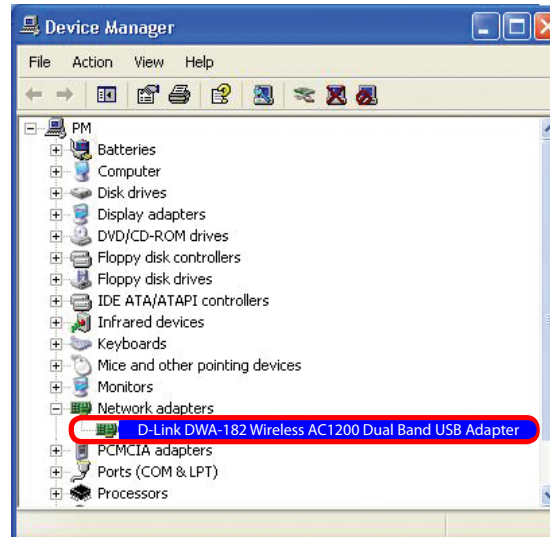 Device Manager
File Action View Help
PM
Batteries
Computer
Disk drives
Display adapters
DVD/CD-ROM drives
Floppy disk controllers
Floppy disk drives
IDE ATA/ATAPI controllers
Infrared devices
Keyboards
Mice and other pointing devices
Monitors
Network adapters
D-Link DWA-182 Wireless AC1200 Dual Band USB Adapter
PCMCIA adapters
Ports (COM & LPT)
Processors